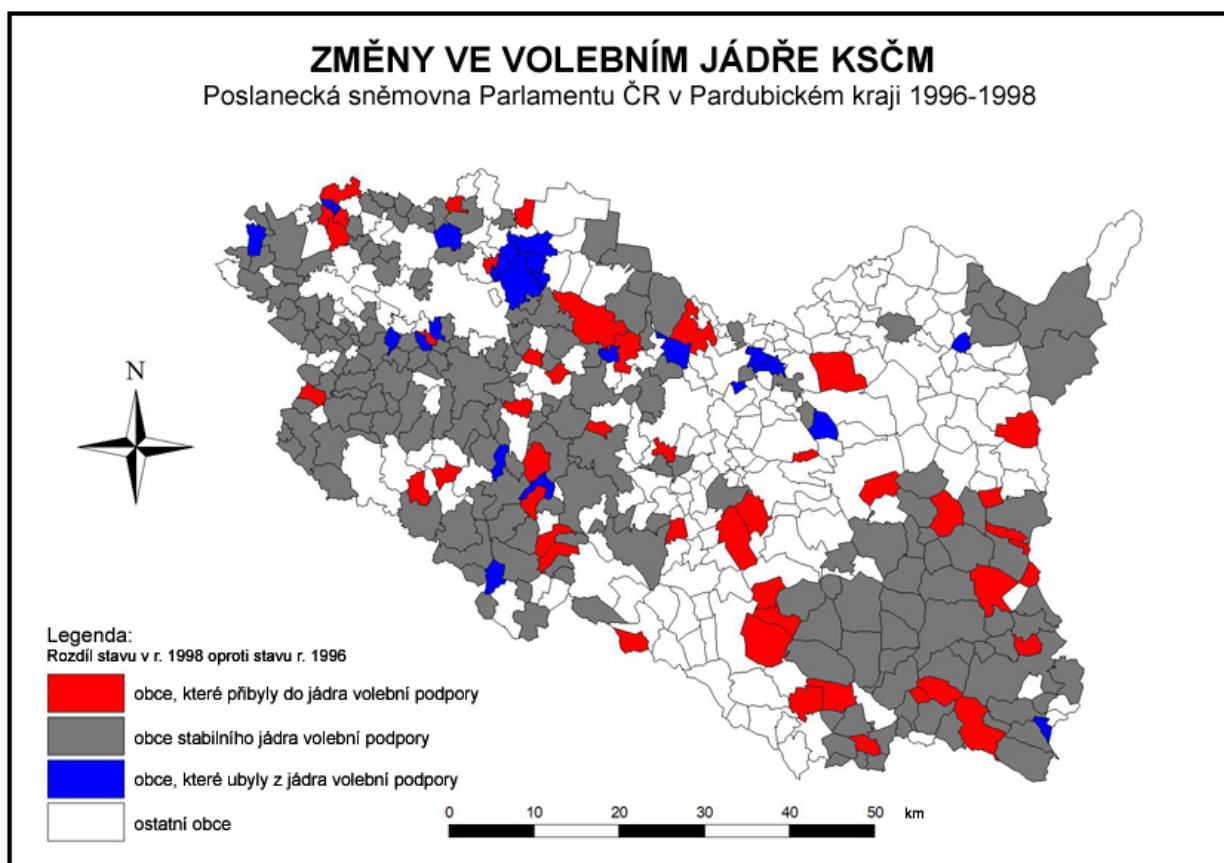 ZMĚNY VE VOLEBNÍM JÁDŘE KSČM
Poslanecká sněmovna Parlamentu ČR v Pardubickém kraji 1996-1998
N
Legenda:
Rozdíl stavu v r. 1998 oproti stavu r. 1996
obce, které přibyly do jádra volební podpory
obce stabilního jádra volební podpory
obce, které ubyly z jádra volební podpory
ostatní obce
0 10 20 30 40 50 km